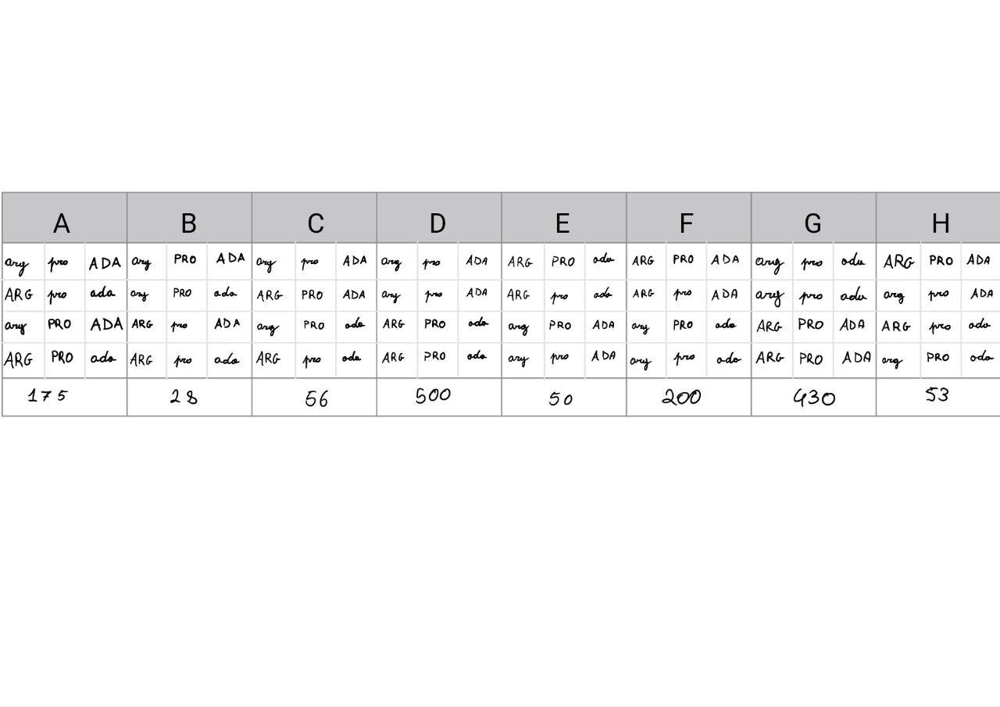 A B C D E F G H
arg pro ADA arg PRO ADA arg pro ADA arg pro ADA ARG PRO ada ARG PRO ADA arg pro ada ARG PRO ADA
ARG pro ada arg PRO ada ARG PRO ADA arg pro ADA ARG pro ada ARG pro ADA arg pro ada arg pro ADA
arg PRO ADA ARG pro ADA arg PRO ada ARG PRO ada arg PRO ADA arg PRO ada ARG PRO ADA ARG pro ada
ARG PRO ada ARG pro ada ARG pro ada ARG PRO ada arg pro ADA arg pro ada ARG PRO ADA arg PRO ada
175 28 56 500 50 200 430 53